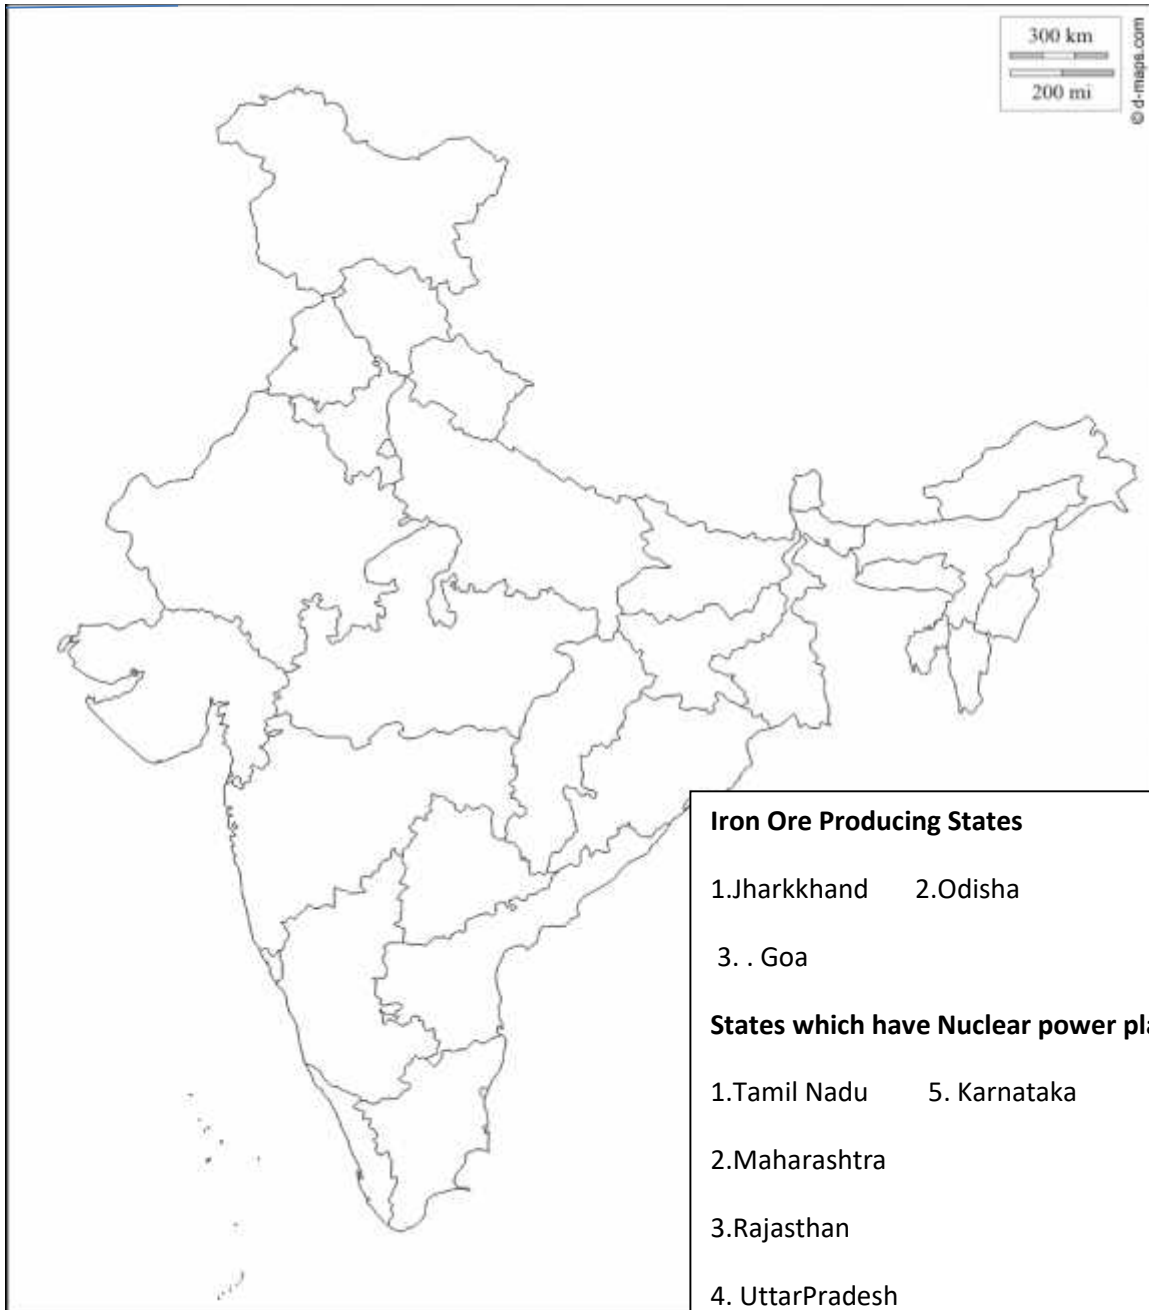 300 km
200 mi
© d-maps.com
Iron Ore Producing States
1.Jharkkhand 2.Odisha
3. . Goa
States which have Nuclear power pla
1.Tamil Nadu 5. Karnataka
2.Maharashtra
3.Rajasthan
4. UttarPradesh